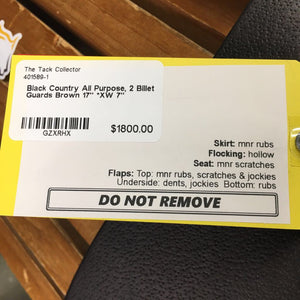 The Tack Collector
401589-1
Black Country All Purpose, 2 Billet
Guards Brown 17" *XW 7"
GZXRHX
$1800.00
Skirt: mnr rubs
Flocking: hollow
Seat: mnr scratches
Flaps: Top: mnr rubs, scratches & jockies
Underside: dents, jockies Bottom: rubs
DO NOT REMOVE